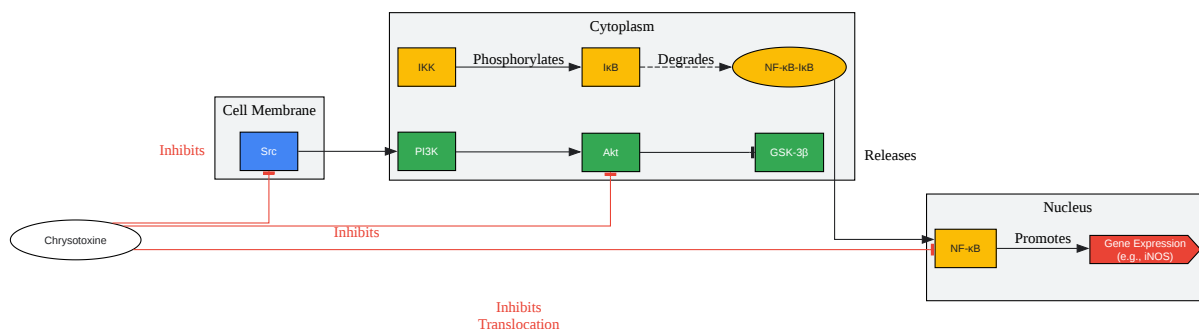 Cytoplasm
IKK
Phosphorylates
IκB
Degrades
NF-κB-IκB
Cell Membrane
Inhibits
Src
PI3K
Akt
GSK-3β
Releases
Chrysotoxine
Inhibits
Nucleus
NF-κB
Promotes
Gene Expression
(e.g., iNOS)
Inhibits
Translocation